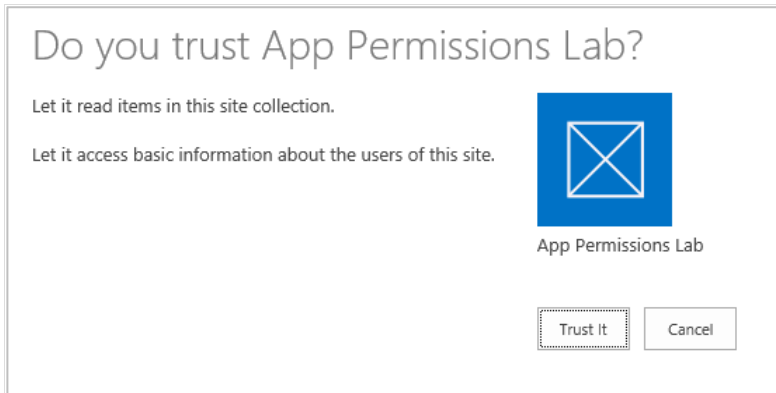 Do you trust App Permissions Lab?
Let it read items in this site collection.
Let it access basic information about the users of this site.
App Permissions Lab
Trust It
Cancel